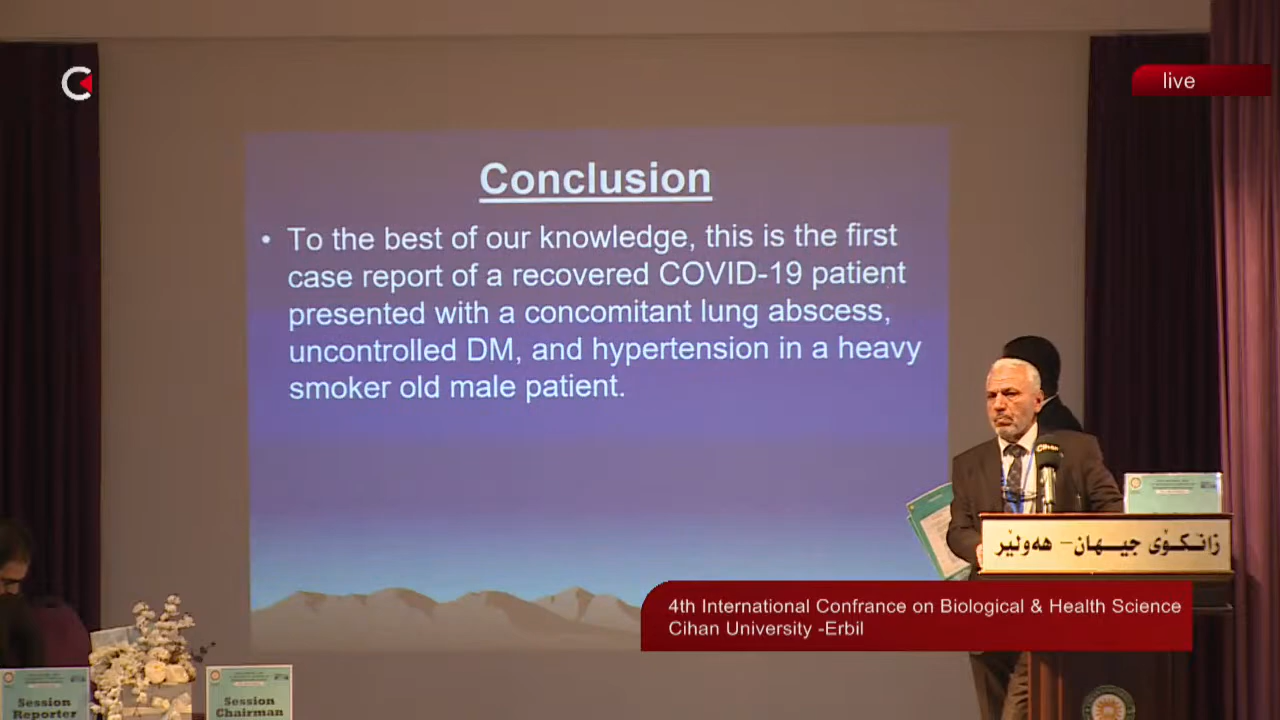 live
Conclusion
• To the best of our knowledge, this is the first
case report of a recovered COVID-19 patient
presented with a concomitant lung abscess,
uncontrolled DM, and hypertension in a heavy
smoker old male patient.
Cihan
زانکۆی جیهان - هەولێر
4th International Confrance on Biological & Health Science
Cihan University -Erbil
Session
Reporter
Session
Chairman